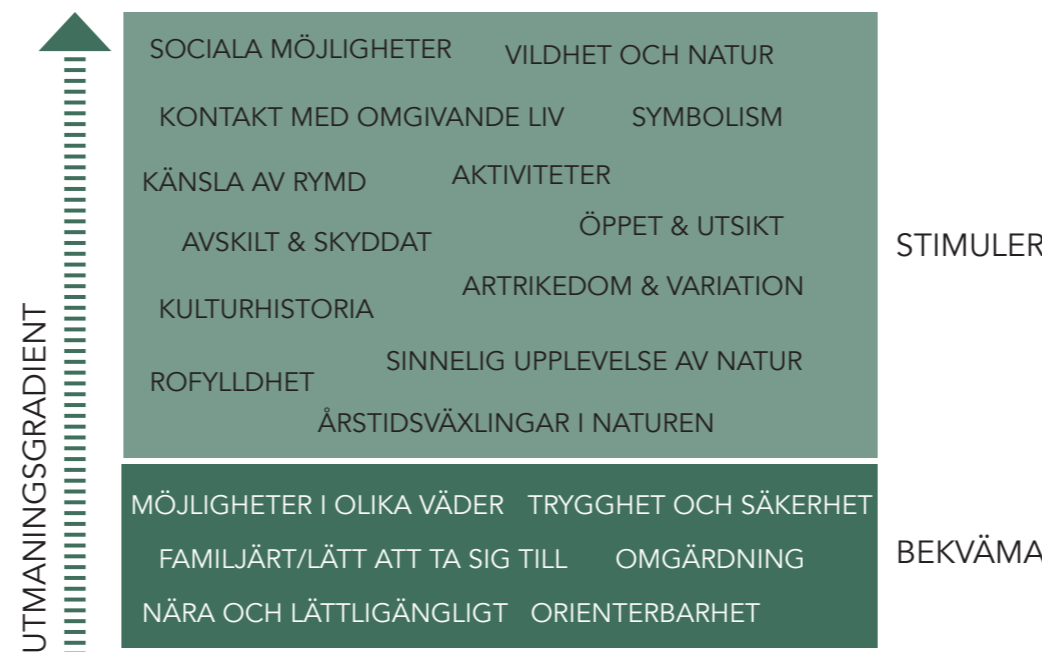 SOCIALA MÖJLIGHETER VILDHET OCH NATUR
KONTAKT MED OMGIVANDE LIV SYMBOLISM
KÄNSLA AV RYMD AKTIVITETER
AVSKILT & SKYDDAT ÖPPET & UTSIKT
STIMULER
KULTURHISTORIA ARTRIKEDOM & VARIATION
ROFYLLDHET SINNELIG UPPLEVELSE AV NATUR
ÅRSTIDSVÄXLINGAR I NATUREN
MÖJLIGHETER I OLIKA VÄDER TRYGGHET OCH SÄKERHET
FAMILJÄRT/LÄTT ATT TA SIG TILL OMGÄRDNING
BEKVÄMA
NÄRA OCH LÄTTLIGÄNGLIGT ORIENTERBARHET
UTMANINGSGRADIENT